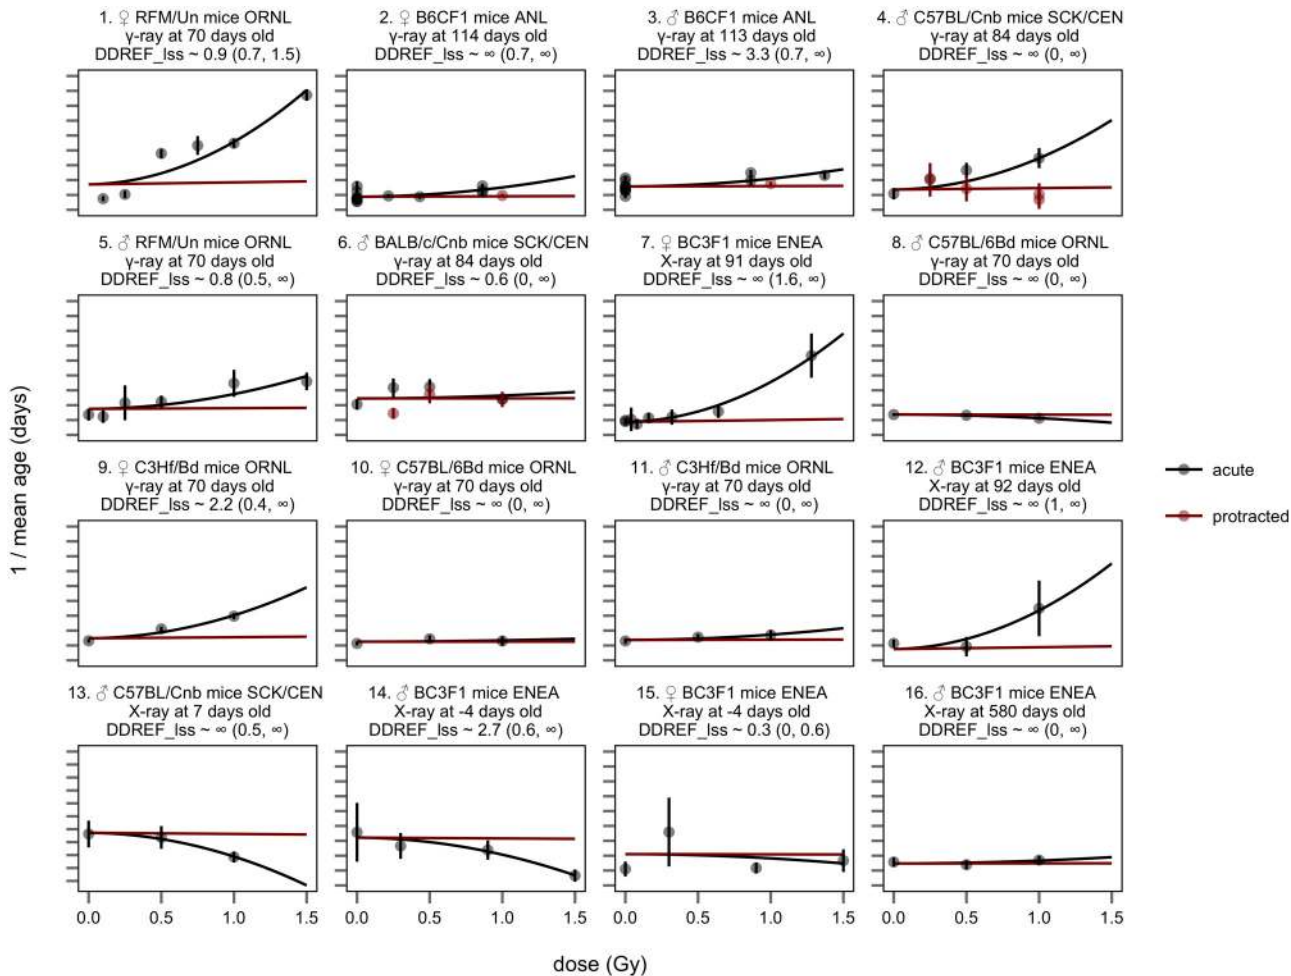 1. ♀ RFM/Un mice ORNL
γ-ray at 70 days old
DDREF_lss ~ 0.9 (0.7, 1.5)
2. ♀ B6CF1 mice ANL
γ-ray at 114 days old
DDREF_lss ~ ∞ (0.7, ∞)
3. ♂ B6CF1 mice ANL
γ-ray at 113 days old
DDREF_lss ~ 3.3 (0.7, ∞)
4. ♂ C57BL/Cnb mice SCK/CEN
γ-ray at 84 days old
DDREF_lss ~ ∞ (0, ∞)
5. ♂ RFM/Un mice ORNL
γ-ray at 70 days old
DDREF_lss ~ 0.8 (0.5, ∞)
6. ♂ BALB/c/Cnb mice SCK/CEN
γ-ray at 84 days old
DDREF_lss ~ 0.6 (0, ∞)
7. ♀ BC3F1 mice ENEA
X-ray at 91 days old
DDREF_lss ~ ∞ (1.6, ∞)
8. ♂ C57BL/6Bd mice ORNL
γ-ray at 70 days old
DDREF_lss ~ ∞ (0, ∞)
9. ♀ C3Hf/Bd mice ORNL
γ-ray at 70 days old
DDREF_lss ~ 2.2 (0.4, ∞)
10. ♀ C57BL/6Bd mice ORNL
γ-ray at 70 days old
DDREF_lss ~ ∞ (0, ∞)
11. ♂ C3Hf/Bd mice ORNL
γ-ray at 70 days old
DDREF_lss ~ ∞ (0, ∞)
12. ♂ BC3F1 mice ENEA
X-ray at 92 days old
DDREF_lss ~ ∞ (1, ∞)
13. ♂ C57BL/Cnb mice SCK/CEN
X-ray at 7 days old
DDREF_lss ~ ∞ (0.5, ∞)
14. ♂ BC3F1 mice ENEA
X-ray at -4 days old
DDREF_lss ~ 2.7 (0.6, ∞)
15. ♀ BC3F1 mice ENEA
X-ray at -4 days old
DDREF_lss ~ 0.3 (0, 0.6)
16. ♂ BC3F1 mice ENEA
X-ray at 580 days old
DDREF_lss ~ ∞ (0, ∞)
1 / mean age (days)
acute
protracted
0.0 0.5 1.0 1.5
0.0 0.5 1.0 1.5
0.0 0.5 1.0 1.5
0.0 0.5 1.0 1.5
dose (Gy)